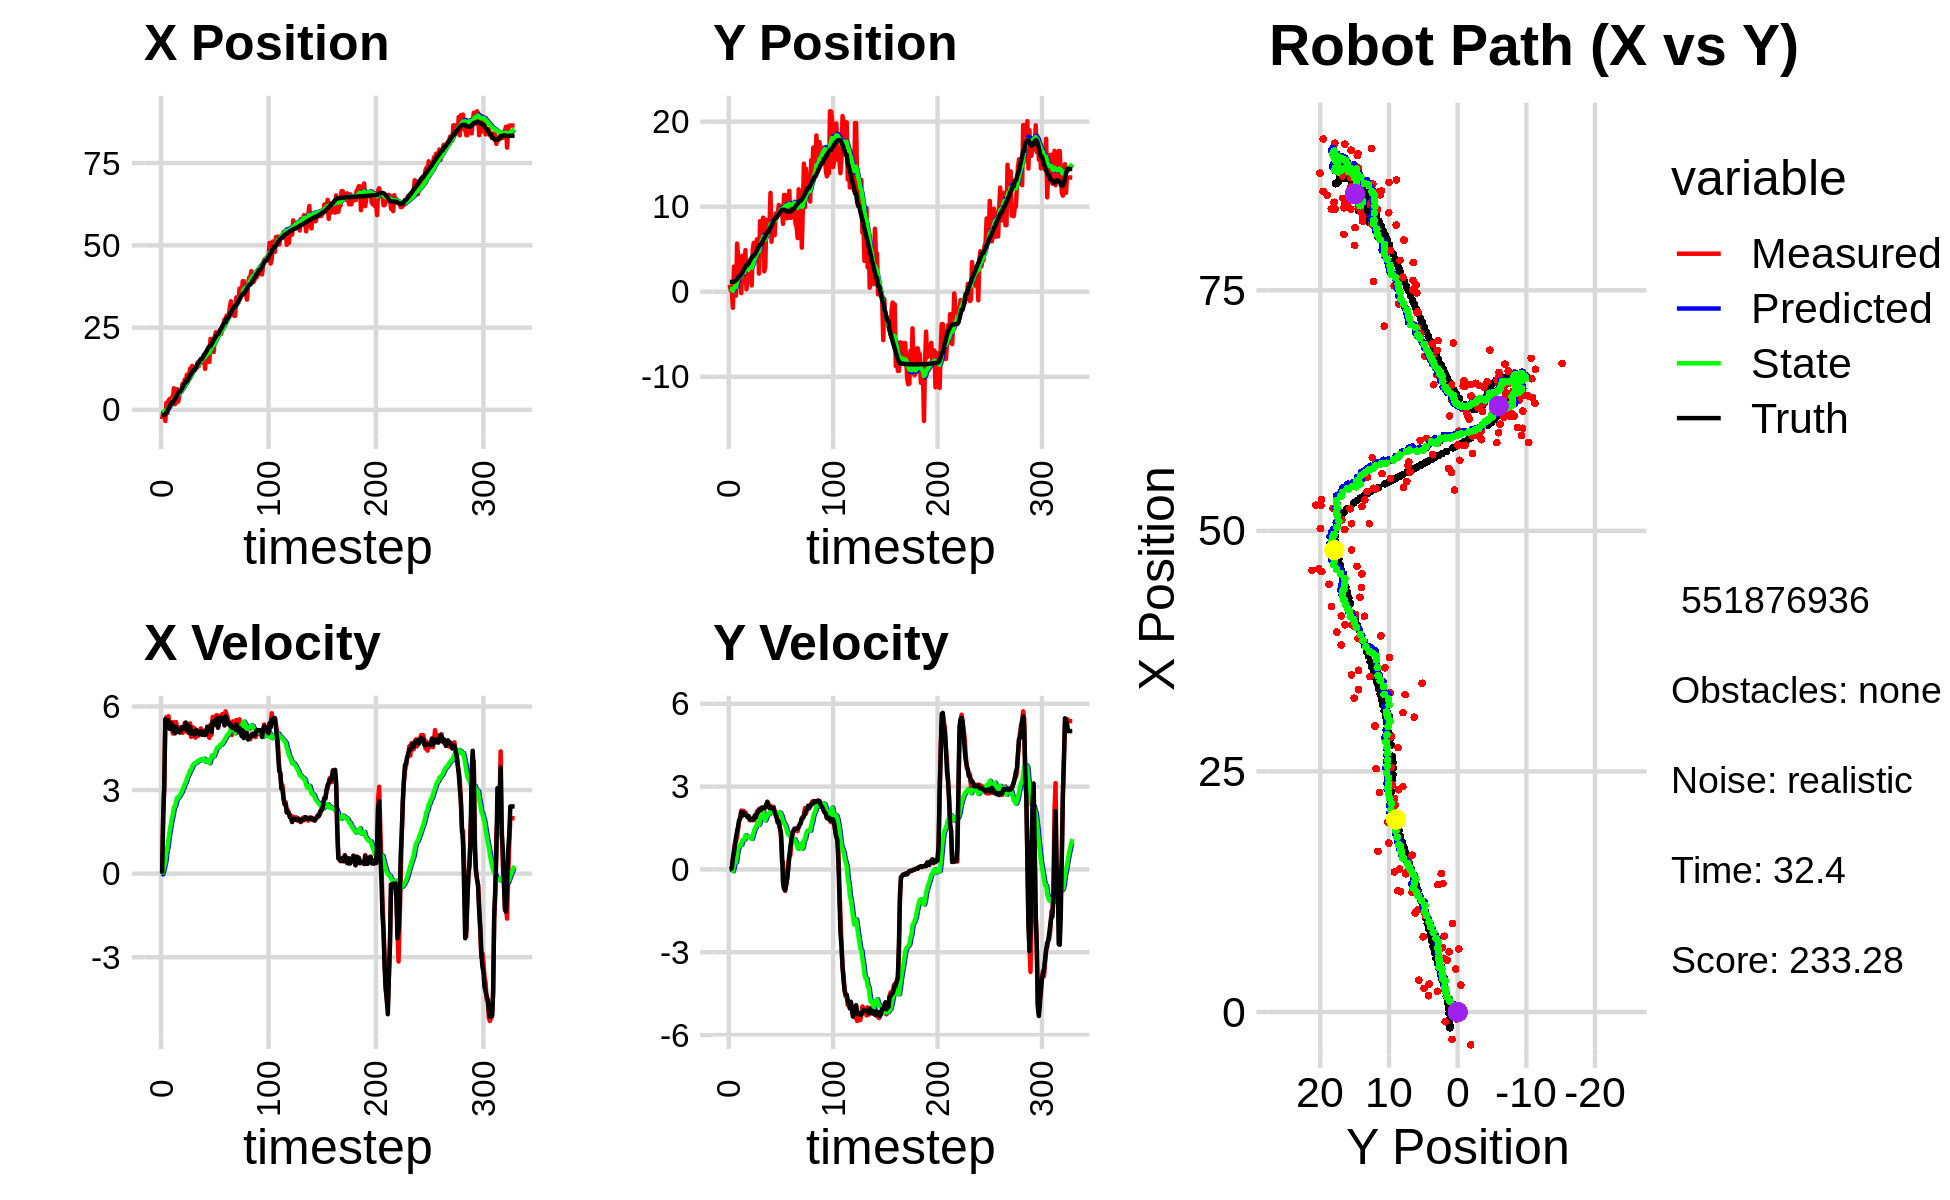 X Position
75
50
25
0
0
100
200
300
timestep
Y Position
20
10
0
-10
0
100
200
300
timestep
X Velocity
6
3
0
-3
0
100
200
300
timestep
Y Velocity
6
3
0
-3
-6
0
100
200
300
timestep
Robot Path (X vs Y)
X Position
75
50
25
0
20 10 0 -10 -20
Y Position
variable
Measured
Predicted
State
Truth
551876936
Obstacles: none
Noise: realistic
Time: 32.4
Score: 233.28